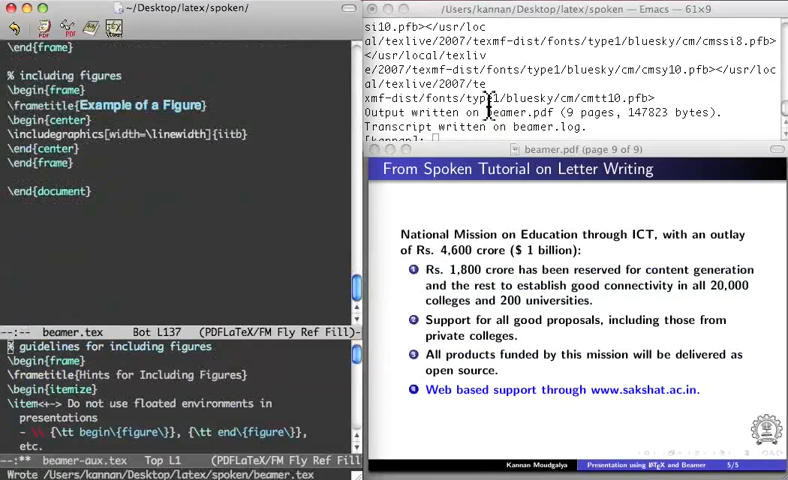 ~/Desktop/latex/spoken/
\end{frame}
% including figures
\begin{frame}
\frametitle{Example of a Figure}
\begin{center}
\includegraphics[width=\linewidth]{iitb}
\end{center}
\end{frame}
\end{document}
--:-- beamer.tex Bot L137 (PDFLaTeX/FM Fly Ref Fill)-
% guidelines for including figures
\begin{frame}
\frametitle{Hints for Including Figures}
\begin{itemize}
\item<+-> Do not use floated environments in
presentations
- \\ {\tt begin\{figure\}}, {\tt end\{figure\}},
etc.
--:** beamer-aux.tex Top L1 (PDFLaTeX/FM Fly Ref Fill
Wrote /Users/kannan/Desktop/latex/spoken/beamer.tex
/Users/kannan/Desktop/latex/spoken — Emacs — 61×9
si10.pfb></usr/loc
al/texlive/2007/texmf-dist/fonts/type1/bluesky/cm/cmssi8.pfb>
</usr/local/texliv
e/2007/texmf-dist/fonts/type1/bluesky/cm/cmsy10.pfb></usr/loc
al/texlive/2007/te
xmf-dist/fonts/type1/bluesky/cm/cmtt10.pfb>
Output written on beamer.pdf (9 pages, 147823 bytes).
Transcript written on beamer.log.
beamer.pdf (page 9 of 9)
From Spoken Tutorial on Letter Writing
National Mission on Education through ICT, with an outlay
of Rs. 4,600 crore ($ 1 billion):
1 Rs. 1,800 crore has been reserved for content generation
and the rest to establish good connectivity in all 20,000
colleges and 200 universities.
2 Support for all good proposals, including those from
private colleges.
3 All products funded by this mission will be delivered as
open source.
4 Web based support through www.sakshat.ac.in.
Kannan Moudgalya Presentation using LATEX and Beamer 5/5